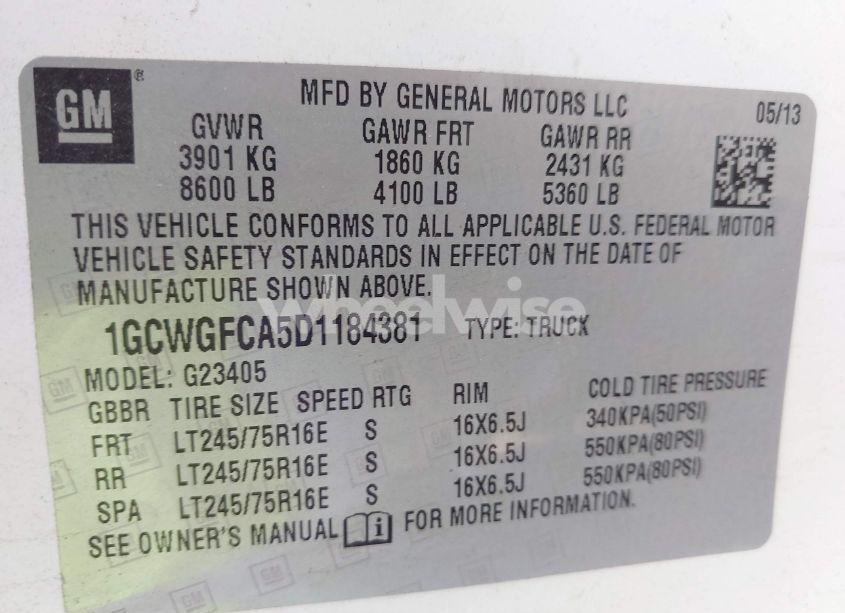 GM®
MFD BY GENERAL MOTORS LLC
05/13
GVWR GAWR FRT GAWR RR
3901 KG 1860 KG 2431 KG
8600 LB 4100 LB 5360 LB
THIS VEHICLE CONFORMS TO ALL APPLICABLE U.S. FEDERAL MOTOR
VEHICLE SAFETY STANDARDS IN EFFECT ON THE DATE OF
MANUFACTURE SHOWN ABOVE.
wheelwise
1GCWGFCA5D1184381 TYPE: TRUCK
MODEL: G23405
GBBR TIRE SIZE SPEED RTG RIM COLD TIRE PRESSURE
FRT LT245/75R16E S 16X6.5J 340KPA(50PSI)
RR LT245/75R16E S 16X6.5J 550KPA(80PSI)
SPA LT245/75R16E S 16X6.5J 550KPA(80PSI)
SEE OWNER'S MANUAL i FOR MORE INFORMATION.